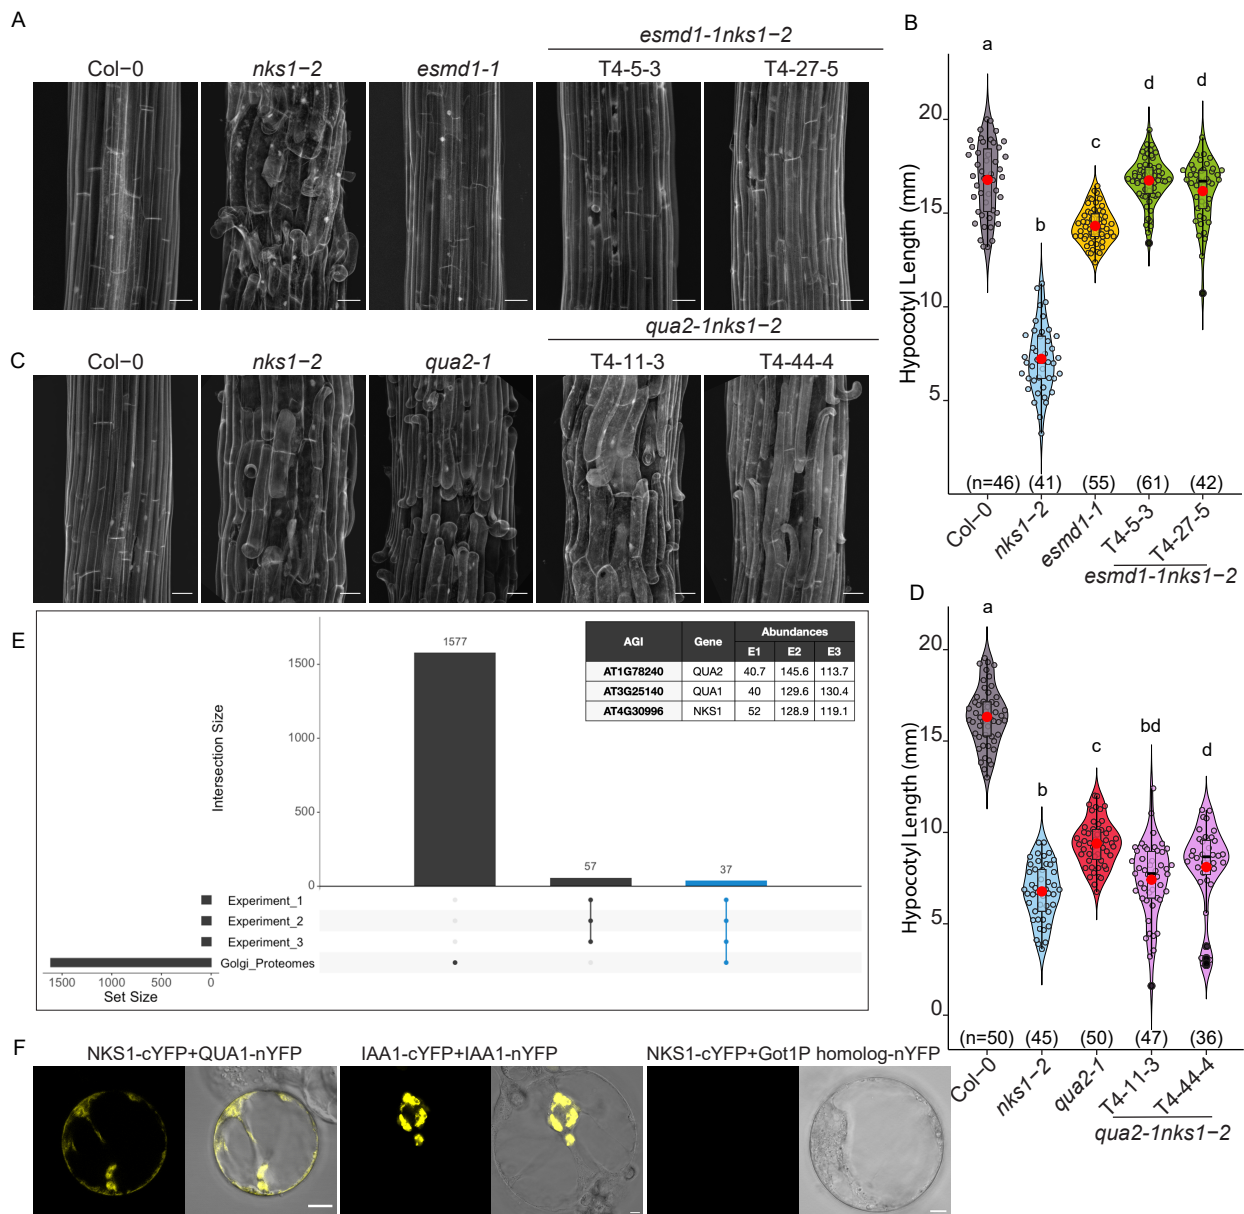 A
esmd1-1nks1−2
Col−0
nks1−2
esmd1-1
T4-5-3
T4-27-5
B
Hypocotyl Length (mm)
20
15
10
5
a
b
c
d
d
(n=46)
(41)
(55)
(61)
(42)
Col−0
nks1−2
esmd1-1
T4-5-3
T4-27-5
esmd1-1nks1−2
C
qua2-1nks1−2
Col−0
nks1−2
qua2-1
T4-11-3
T4-44-4
D
Hypocotyl Length (mm)
20
15
10
5
0
a
b
c
bd
d
(n=50)
(45)
(50)
(47)
(36)
Col−0
nks1−2
qua2-1
T4-11-3
T4-44-4
qua2-1nks1−2
E
Intersection Size
1500
1000
500
0
1577
57
37
AGI Gene Abundances
E1 E2 E3
AT1G78240 QUA2 40.7 145.6 113.7
AT3G25140 QUA1 40 129.6 130.4
AT4G30996 NKS1 52 128.9 119.1
Experiment_1
Experiment_2
Experiment_3
Golgi_Proteomes
1500 1000 500 0
Set Size
F
NKS1-cYFP+QUA1-nYFP
IAA1-cYFP+IAA1-nYFP
NKS1-cYFP+Got1P homolog-nYFP